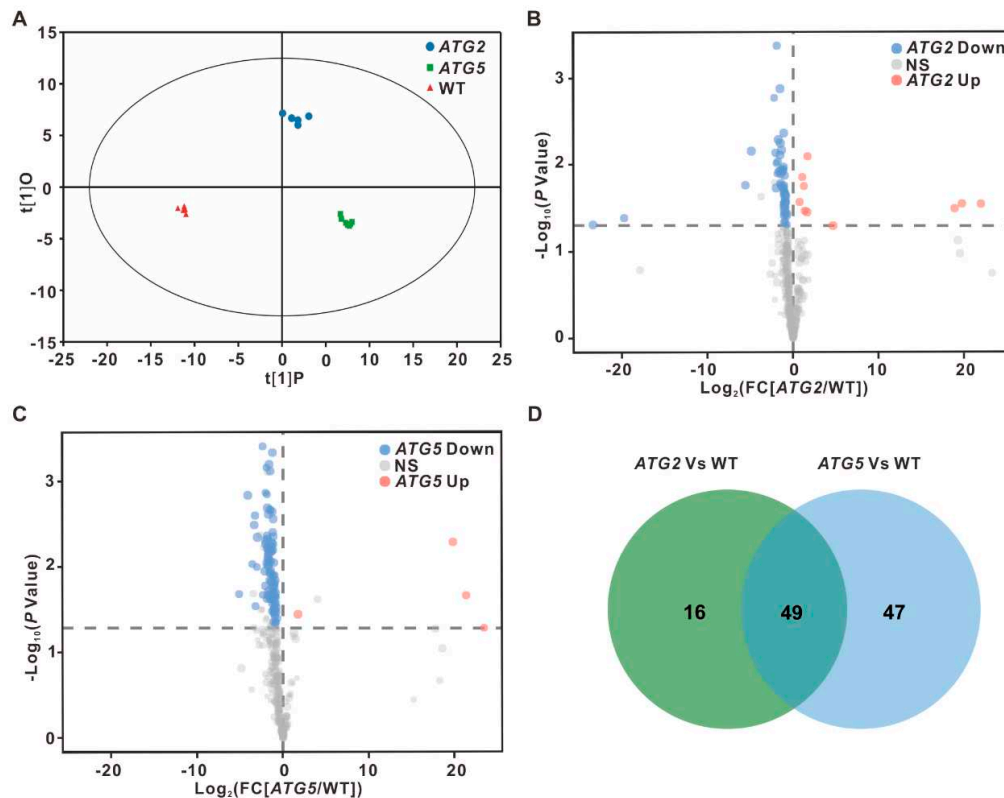 A
ATG2
ATG5
WT
15
10
5
0
-5
-10
15
-25
-15
-10
-5
0
5
10
15
20
25
t[1]O
t[1]P
B
ATG2 Down
NS
ATG2 Up
3
2
1
0
-20
-10
0
10
20
-Log₁₀(P Value)
Log₂(FC[ATG2/WT])
C
ATG5 Down
NS
ATG5 Up
3
2
1
0
-20
-10
0
10
20
-Log₁₀(P Value)
Log₂(FC[ATG5/WT])
D
ATG2 Vs WT
ATG5 Vs WT
16
49
47